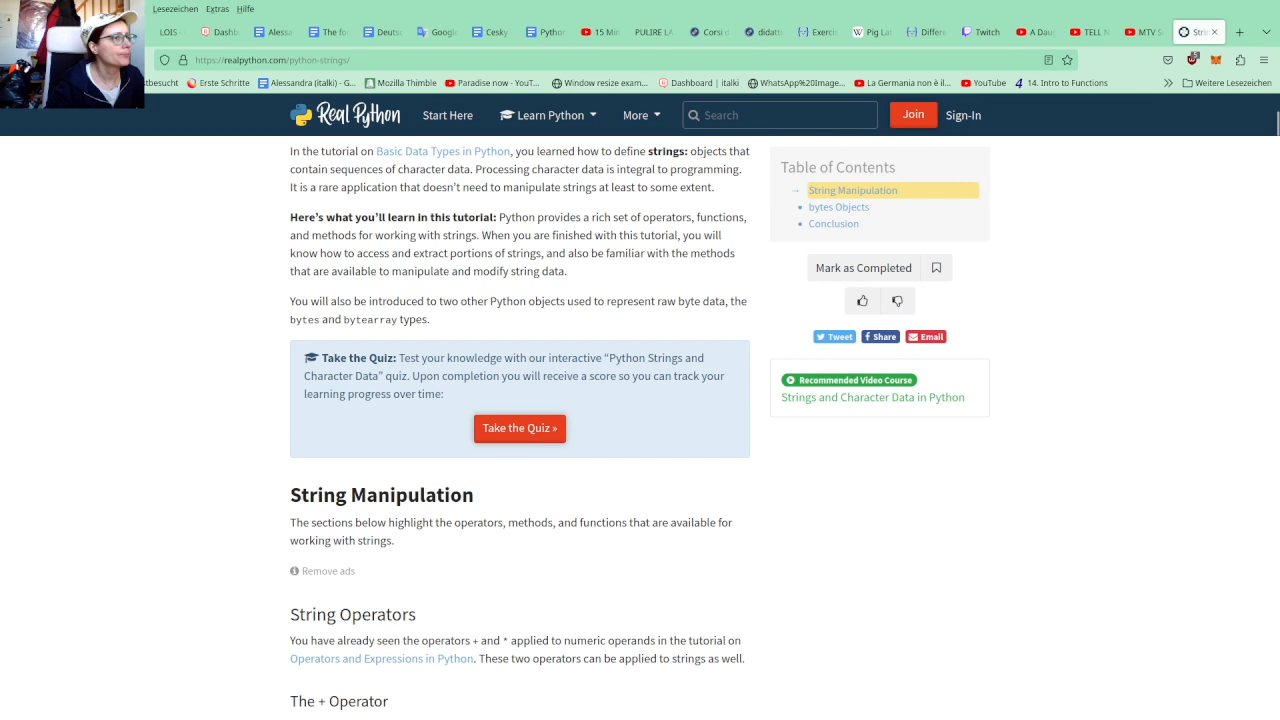 Lesezeichen Extras Hilfe
LOIS Dashb Alessa The fo Deutsc Google Cesky Python 15 Min PULIRE LA Corsi d didatt Exerci Pig Lat Differe Twitch A Daug TELL N MTV S Strin
https://realpython.com/python-strings/
tbesucht Erste Schritte Alessandra (italki) - G... Mozilla Thimble Paradise now - YouT... Window resize exam... Dashboard | italki WhatsApp%20Image... La Germania non è il... YouTube 14. Intro to Functions Weitere Lesezeichen
Real Python Start Here Learn Python More Search Join Sign-In
In the tutorial on Basic Data Types in Python, you learned how to define strings: objects that
contain sequences of character data. Processing character data is integral to programming.
It is a rare application that doesn't need to manipulate strings at least to some extent.
Here's what you'll learn in this tutorial: Python provides a rich set of operators, functions,
and methods for working with strings. When you are finished with this tutorial, you will
know how to access and extract portions of strings, and also be familiar with the methods
that are available to manipulate and modify string data.
You will also be introduced to two other Python objects used to represent raw byte data, the
bytes and bytearray types.
Take the Quiz: Test your knowledge with our interactive “Python Strings and
Character Data” quiz. Upon completion you will receive a score so you can track your
learning progress over time:
Take the Quiz »
String Manipulation
The sections below highlight the operators, methods, and functions that are available for
working with strings.
Remove ads
String Operators
You have already seen the operators + and * applied to numeric operands in the tutorial on
Operators and Expressions in Python. These two operators can be applied to strings as well.
The + Operator
Table of Contents
→ String Manipulation
• bytes Objects
• Conclusion
Mark as Completed
Tweet Share Email
Recommended Video Course
Strings and Character Data in Python